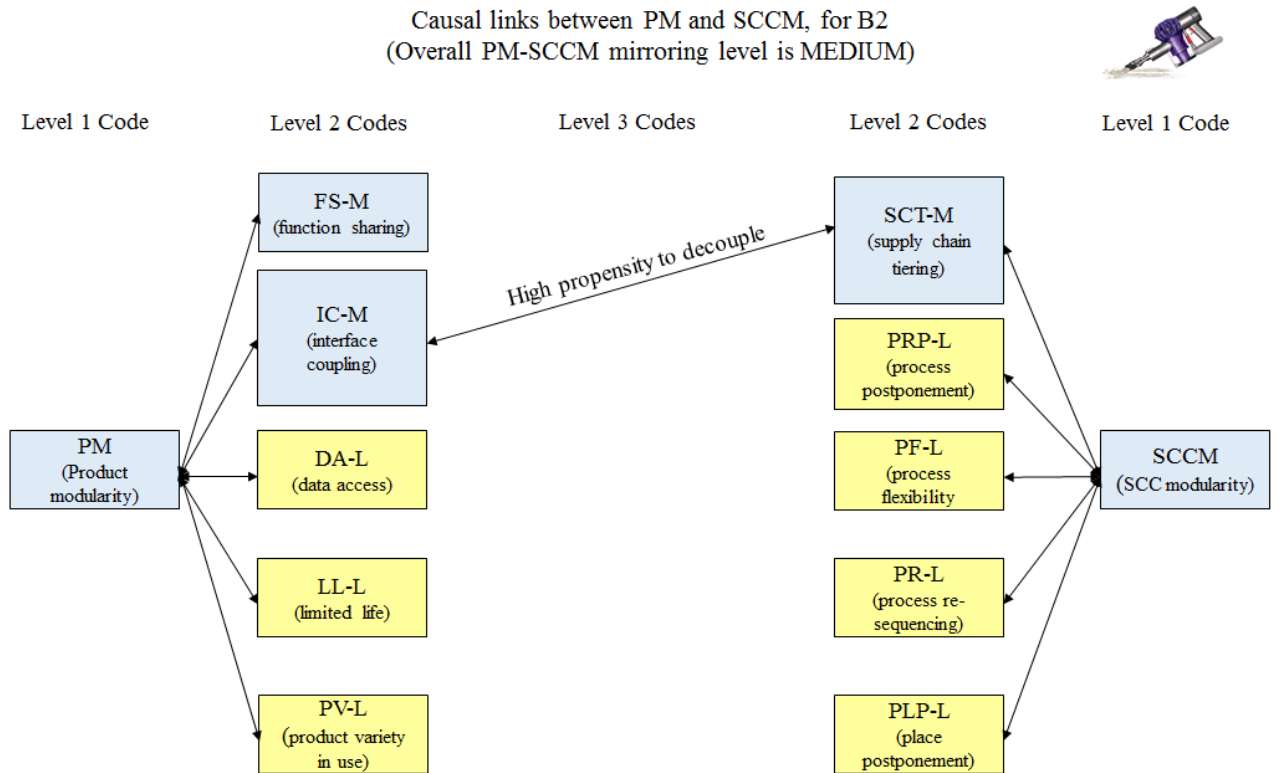 Causal links between PM and SCCM, for B2
(Overall PM-SCCM mirroring level is MEDIUM)
Level 1 Code
Level 2 Codes
Level 3 Codes
Level 2 Codes
Level 1 Code
FS-M
(function sharing)
IC-M
(interface
coupling)
DA-L
(data access)
LL-L
(limited life)
PV-L
(product variety
in use)
PM
(Product
modularity)
High propensity to decouple
SCT-M
(supply chain
tiering)
PRP-L
(process
postponement)
PF-L
(process
flexibility
PR-L
(process re-
sequencing)
PLP-L
(place
postponement)
SCCM
(SCC modularity)